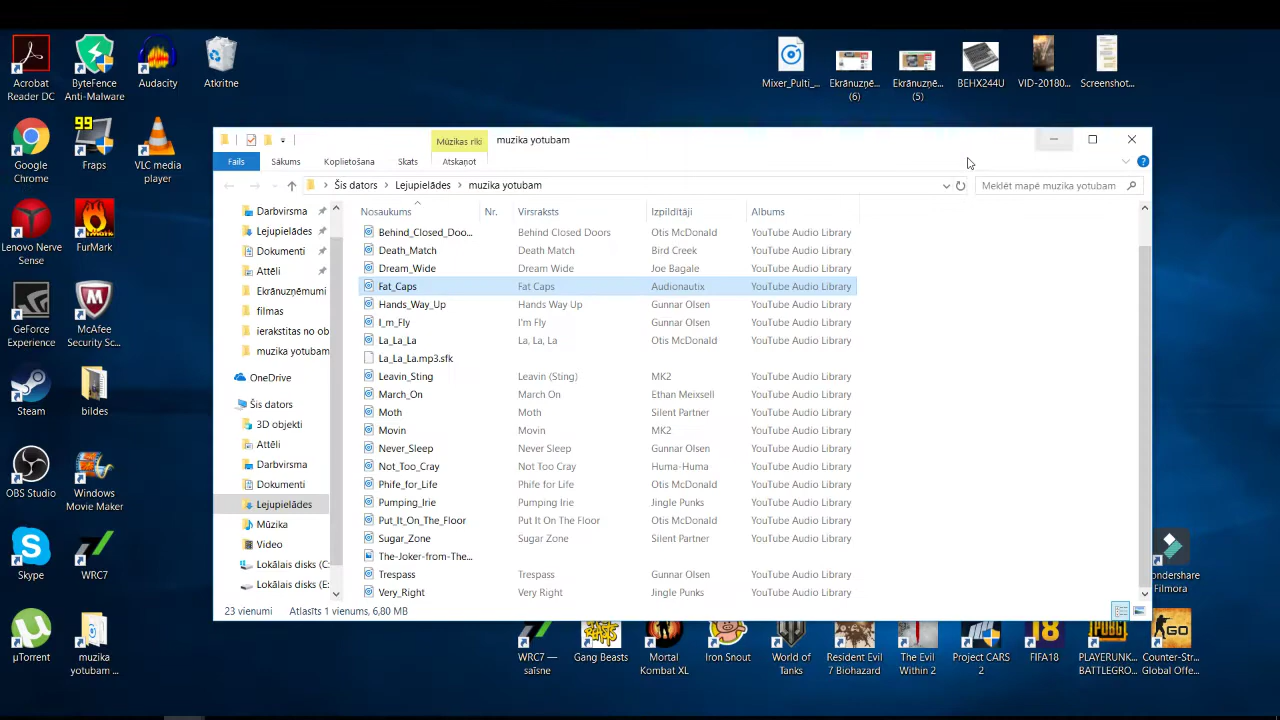 Acrobat Reader DC
ByteFence Anti-Malware
Audacity
Atkritne
Mixer_Pulti_...
Ekrānuzņē... (6)
Ekrānuzņē... (5)
BEHX244U
VID-20180...
Screenshot...
Google Chrome
99
Fraps
VLC media player
Lenovo Nerve Sense
FurMark
GeForce Experience
McAfee Security Sc...
Steam
bildes
OBS Studio
Windows Movie Maker
Skype
WRC7
µTorrent
muzika yotubam ...
Mūzikas rīki
muzika yotubam
Fails
Sākums
Koplietošana
Skats
Atskaņot
Šis dators
Lejupielādes
muzika yotubam
Meklēt mapē muzika yotubam
Darbvirsma
Lejupielādes
Dokumenti
Attēli
Ekrānuzņēmumi
filmas
ierakstitas no ob
muzika yotubam
OneDrive
Šis dators
3D objekti
Attēli
Darbvirsma
Dokumenti
Lejupielādes
Mūzika
Video
Lokālais disks (C:
Lokālais disks (E:
Nosaukums Nr. Virsraksts Izpildītāji Albums
Behind_Closed_Doo... Behind Closed Doors Otis McDonald YouTube Audio Library
Death_Match Death Match Bird Creek YouTube Audio Library
Dream_Wide Dream Wide Joe Bagale YouTube Audio Library
Fat_Caps Fat Caps Audionautix YouTube Audio Library
Hands_Way_Up Hands Way Up Gunnar Olsen YouTube Audio Library
I_m_Fly I'm Fly Gunnar Olsen YouTube Audio Library
La_La_La La, La, La Otis McDonald YouTube Audio Library
La_La_La.mp3.sfk
Leavin_Sting Leavin (Sting) MK2 YouTube Audio Library
March_On March On Ethan Meixsell YouTube Audio Library
Moth Moth Silent Partner YouTube Audio Library
Movin Movin MK2 YouTube Audio Library
Never_Sleep Never Sleep Gunnar Olsen YouTube Audio Library
Not_Too_Cray Not Too Cray Huma-Huma YouTube Audio Library
Phife_for_Life Phife for Life Otis McDonald YouTube Audio Library
Pumping_Irie Pumping Irie Jingle Punks YouTube Audio Library
Put_It_On_The_Floor Put It On The Floor Otis McDonald YouTube Audio Library
Sugar_Zone Sugar Zone Silent Partner YouTube Audio Library
The-Joker-from-The...
Trespass Trespass Gunnar Olsen YouTube Audio Library
Very_Right Very Right Jingle Punks YouTube Audio Library
23 vienumi Atlasīts 1 vienums, 6,80 MB
ondershare Filmora
WRC7 — saīsne
Gang Beasts
Mortal Kombat XL
Iron Snout
World of Tanks
Resident Evil 7 Biohazard
The Evil Within 2
Project CARS 2
18
FIFA18
PLAYERUNK... BATTLEGRO...
GO
Counter-Str... Global Offe...